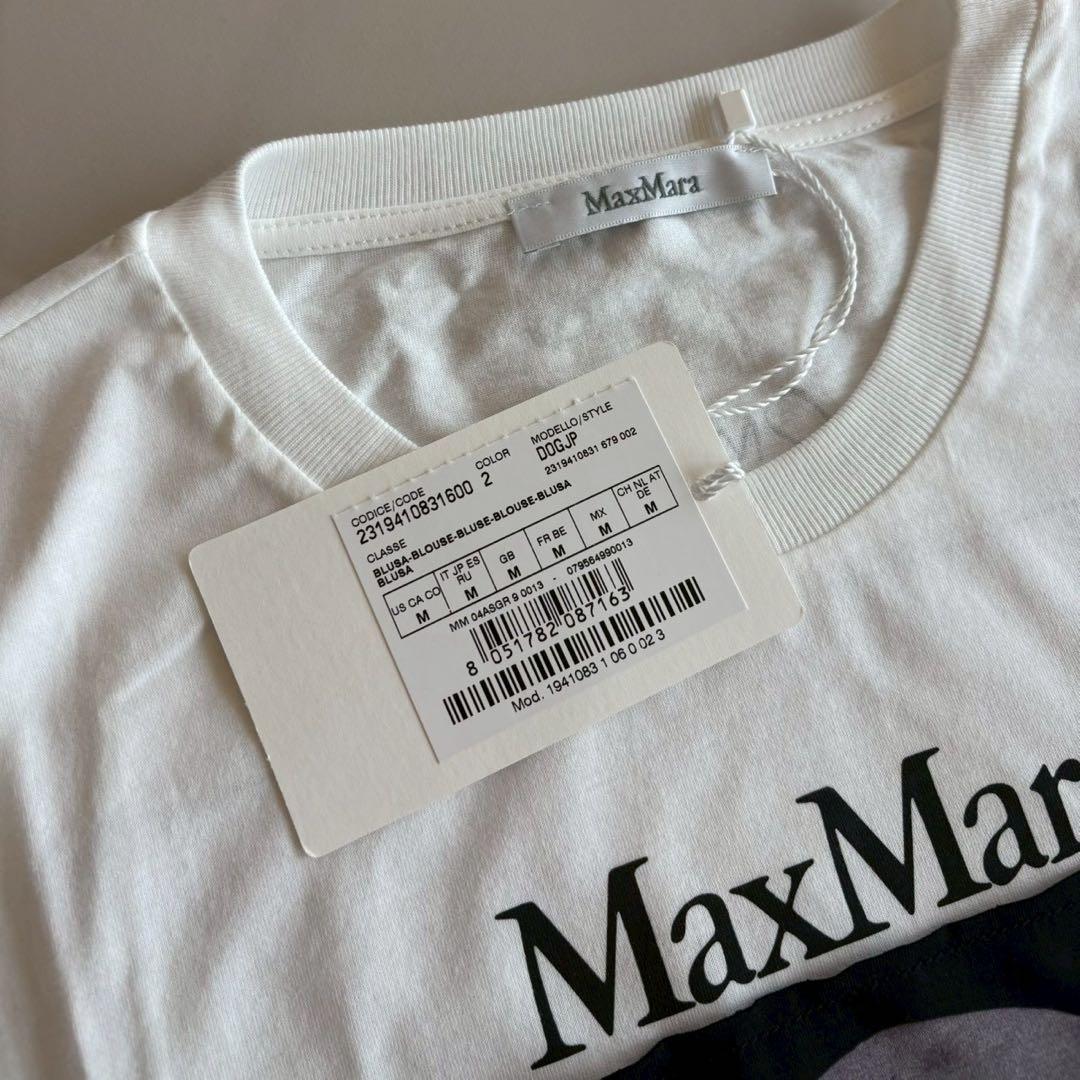 MaxMara
CODICE/CODE COLOR MODELLO/STYLE
2319410831600 2 DOGJP
2319410831 679 002
CLASSE
BLUSA-BLOUSE-BLUSE-BLOUSE-BLUSA
BLUSA
US CA CO IT JP ES RU GB FR BE MX CH NL AT DE
M M M M M M
MM 04ASGR 9 0013 - 079564990013
8 051782 087163
Mod. 1941083 1 06 0 02 3
MaxMar